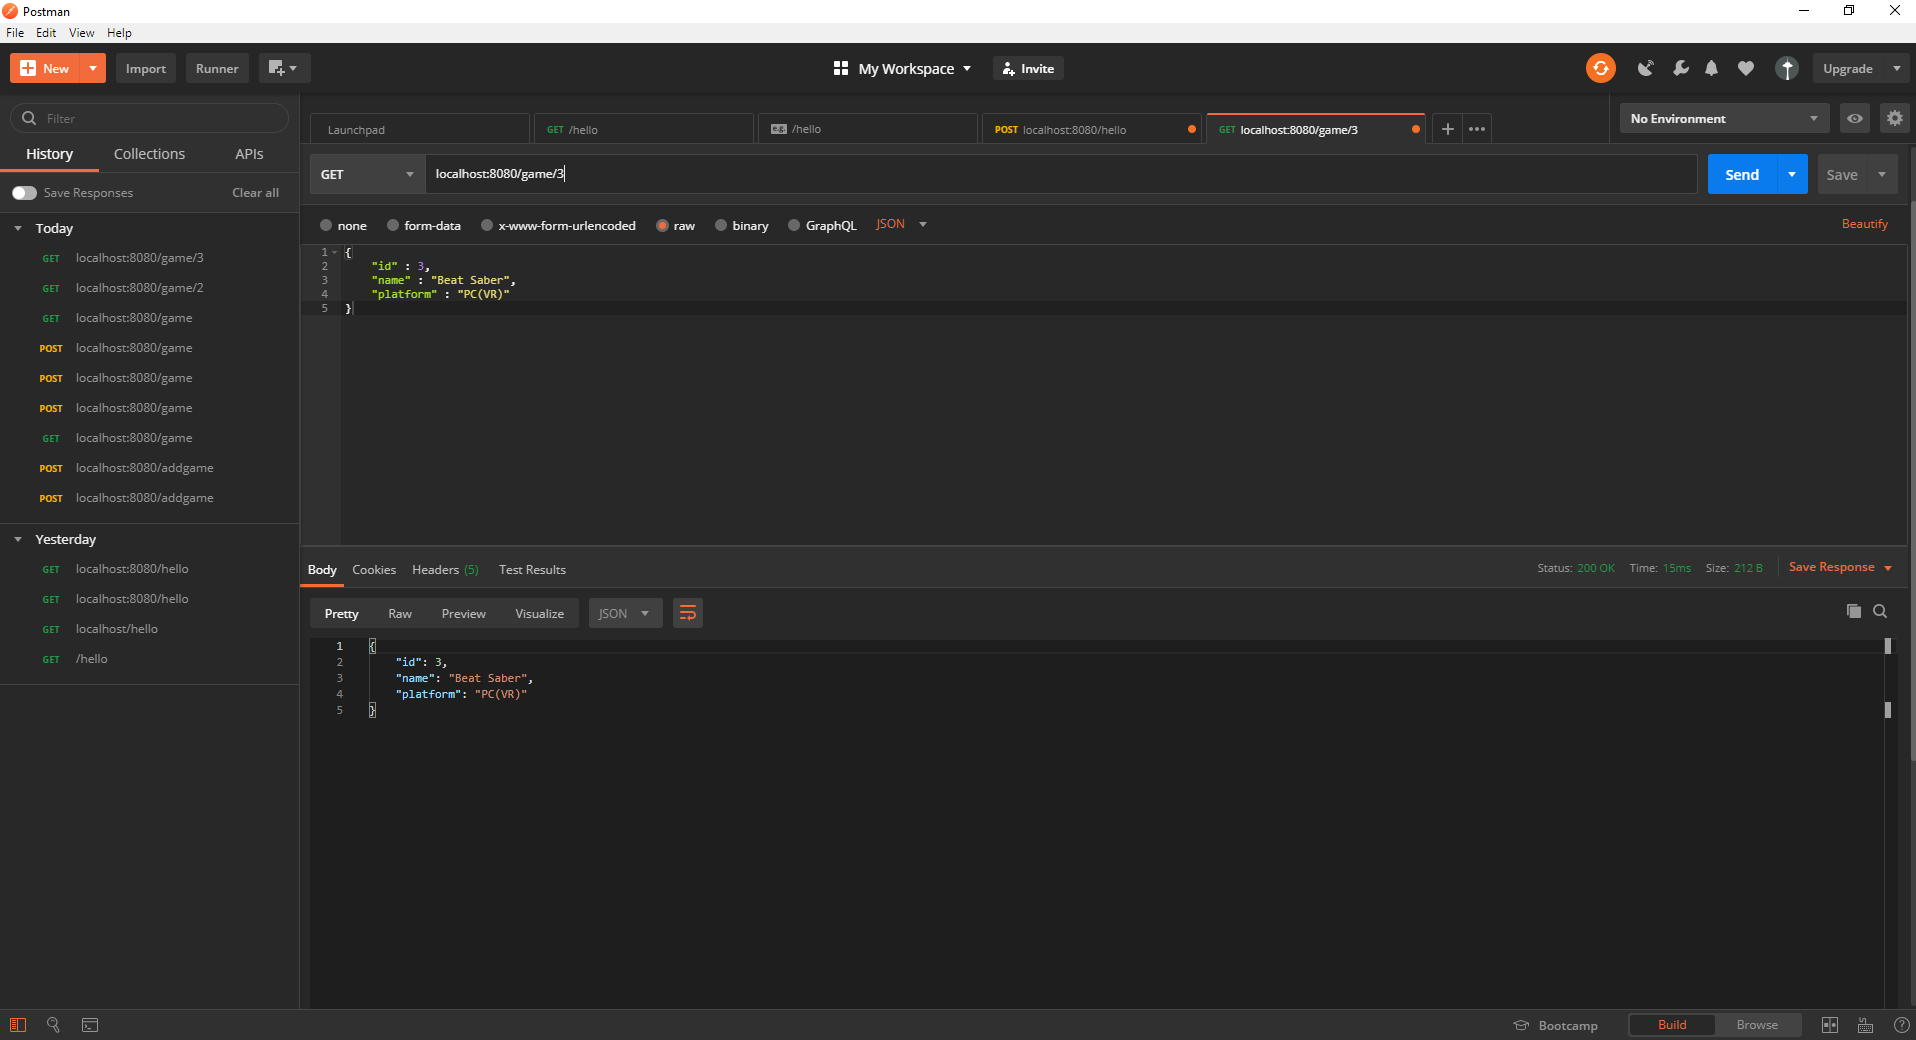 Postman
File Edit View Help
New Import Runner My Workspace Invite Upgrade
Filter
History Collections APIs
Save Responses Clear all
Today
GET localhost:8080/game/3
GET localhost:8080/game/2
GET localhost:8080/game
POST localhost:8080/game
POST localhost:8080/game
POST localhost:8080/game
GET localhost:8080/game
POST localhost:8080/addgame
POST localhost:8080/addgame
Yesterday
GET localhost:8080/hello
GET localhost:8080/hello
GET localhost/hello
GET /hello
Launchpad GET /hello e.g. /hello POST localhost:8080/hello GET localhost:8080/game/3 No Environment
GET localhost:8080/game/3 Send Save
none form-data x-www-form-urlencoded raw binary GraphQL JSON Beautify
1 {
2 "id" : 3,
3 "name" : "Beat Saber",
4 "platform" : "PC(VR)"
5 }
Body Cookies Headers (5) Test Results Status: 200 OK Time: 15ms Size: 212 B Save Response
Pretty Raw Preview Visualize JSON
1 {
2 "id": 3,
3 "name": "Beat Saber",
4 "platform": "PC(VR)"
5 }
Bootcamp Build Browse